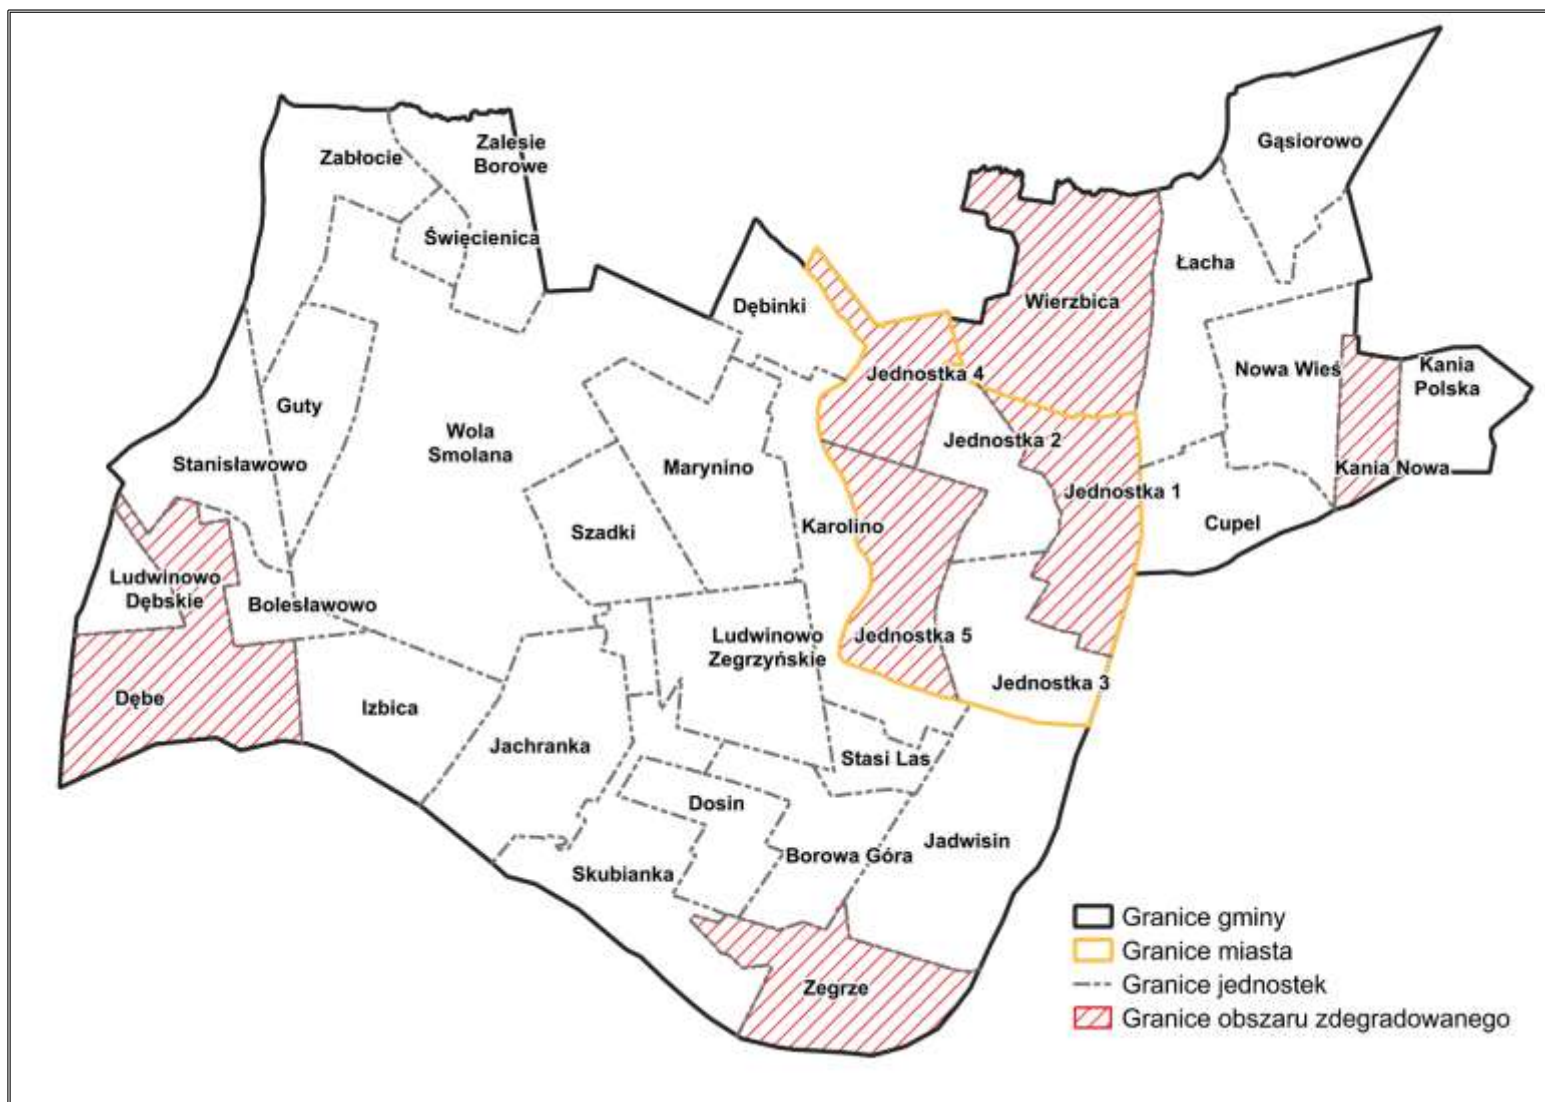 Gąsiorowo
Zabłocie
Zalesie
Borowe
Święcienica
Łacha
Dębinki
Wierzbica
Jednostka 4
Nowa Wieś
Kania
Polska
Guty
Wola
Smolana
Jednostka 2
Stanisławowo
Marynino
Kania Nowa
Jednostka 1
Szadki
Karolino
Cupel
Ludwinowo
Dębskie
Bolesławowo
Ludwinowo
Zegrzyńskie
Jednostka 5
Jednostka 3
Dębe
Izbica
Jachranka
Stasi Las
Dosin
Jadwisin
Borowa Góra
Skubianka
Zegrze
Granice gminy
Granice miasta
Granice jednostek
Granice obszaru zdegradowanego